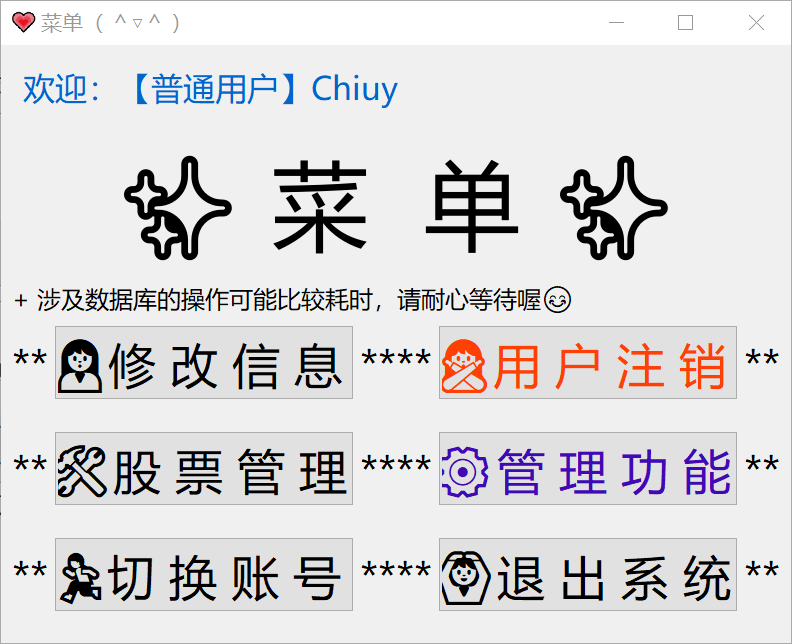 菜单（ ^ ▿ ^ ）
欢迎：【普通用户】Chiuy
✨ 菜 单 ✨
+ 涉及数据库的操作可能比较耗时，请耐心等待喔😊
** 👩修 改 信 息 **** 🙅用 户 注 销 **
** 🛠股 票 管 理 **** ⚙管 理 功 能 **
** 🏃切 换 账 号 **** 🙆退 出 系 统 **